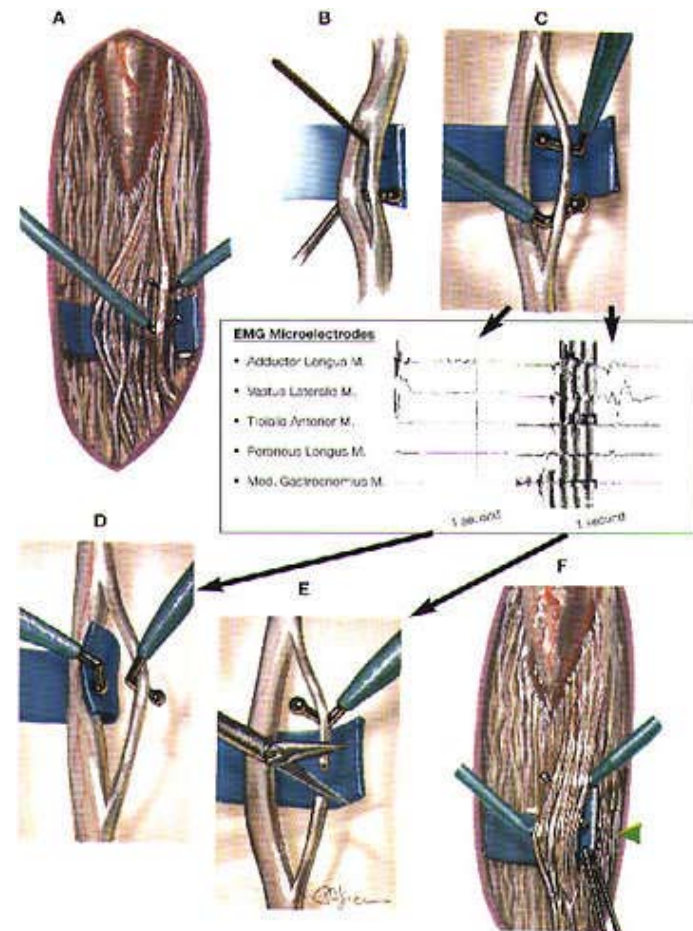 A
B
C
EMG Microelectrodes
• Adductor Longus M.
• Vastus Lateralis M.
• Tibialis Anterior M.
• Peroneus Longus M.
• Med. Gastrocnemius M.
1 second
1 second
D
E
F